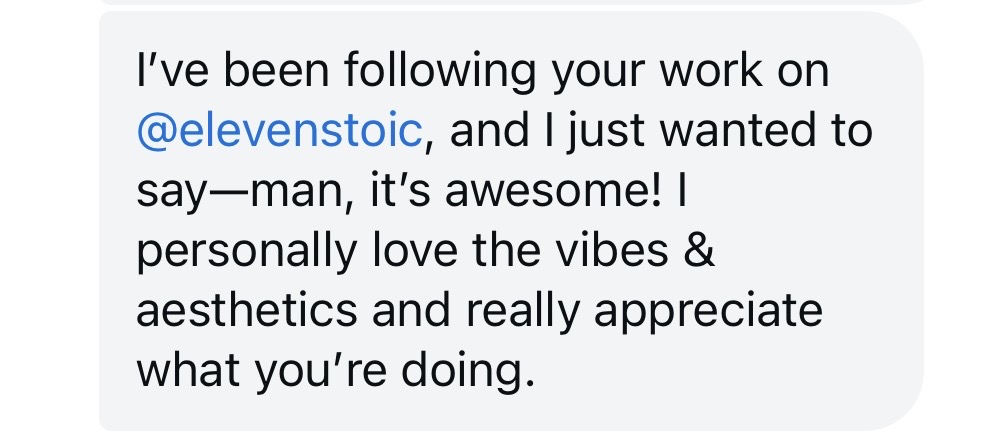 I’ve been following your work on
@elevenstoic, and I just wanted to
say—man, it’s awesome! I
personally love the vibes &
aesthetics and really appreciate
what you’re doing.